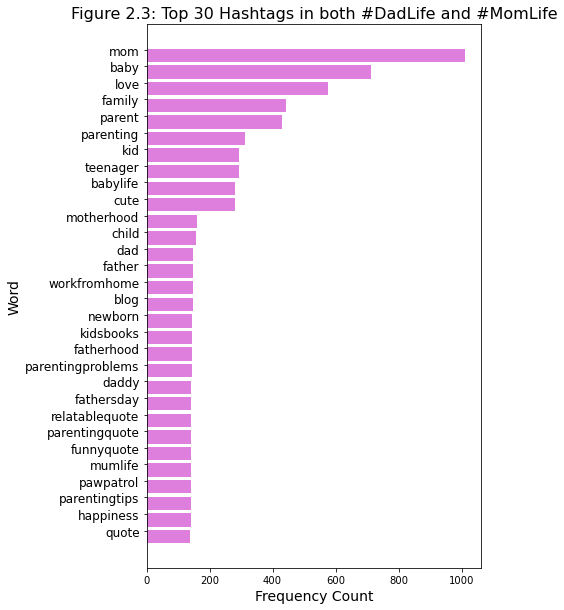 Figure 2.3: Top 30 Hashtags in both #DadLife and #MomLife
mom
baby
love
family
parent
parenting
kid
teenager
babylife
cute
motherhood
child
dad
father
workfromhome
blog
newborn
kidsbooks
fatherhood
parentingproblems
daddy
fathersday
relatablequote
parentingquote
funnyquote
mumlife
pawpatrol
parentingtips
happiness
quote
Word
0 200 400 600 800 1000
Frequency Count